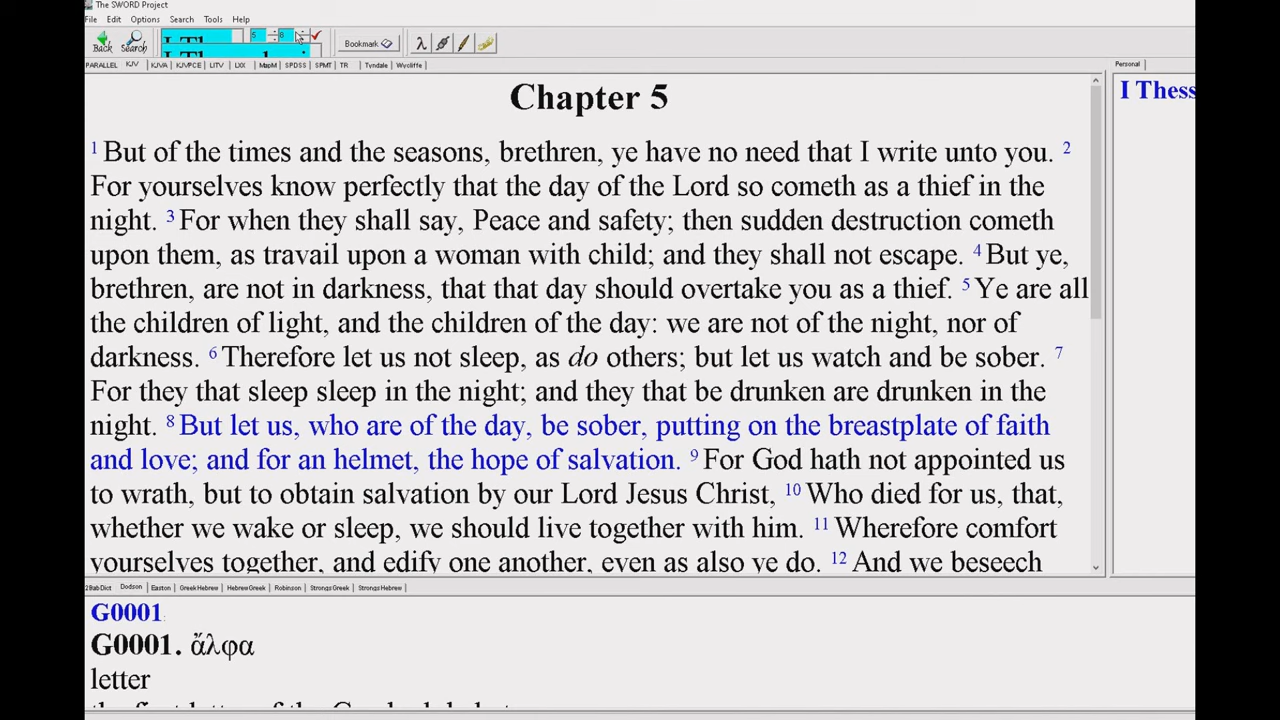 The SWORD Project
File Edit Options Search Tools Help
5 8
Back Search Bookmark λ
PARALLEL KJV KJVA KJVPCE LITV LXX MapM SPDSS SPMT TR Tyndale Wycliffe
Personal
I Thess
Chapter 5
1 But of the times and the seasons, brethren, ye have no need that I write unto you. 2
For yourselves know perfectly that the day of the Lord so cometh as a thief in the
night. 3 For when they shall say, Peace and safety; then sudden destruction cometh
upon them, as travail upon a woman with child; and they shall not escape. 4 But ye,
brethren, are not in darkness, that that day should overtake you as a thief. 5 Ye are all
the children of light, and the children of the day: we are not of the night, nor of
darkness. 6 Therefore let us not sleep, as do others; but let us watch and be sober. 7
For they that sleep sleep in the night; and they that be drunken are drunken in the
night. 8 But let us, who are of the day, be sober, putting on the breastplate of faith
and love; and for an helmet, the hope of salvation. 9 For God hath not appointed us
to wrath, but to obtain salvation by our Lord Jesus Christ, 10 Who died for us, that,
whether we wake or sleep, we should live together with him. 11 Wherefore comfort
yourselves together, and edify one another, even as also ye do. 12 And we beseech
2BabDict Dodson Easton GreekHebrew HebrewGreek Robinson StrongsGreek StrongsHebrew
G0001
G0001. ἄλφα
letter